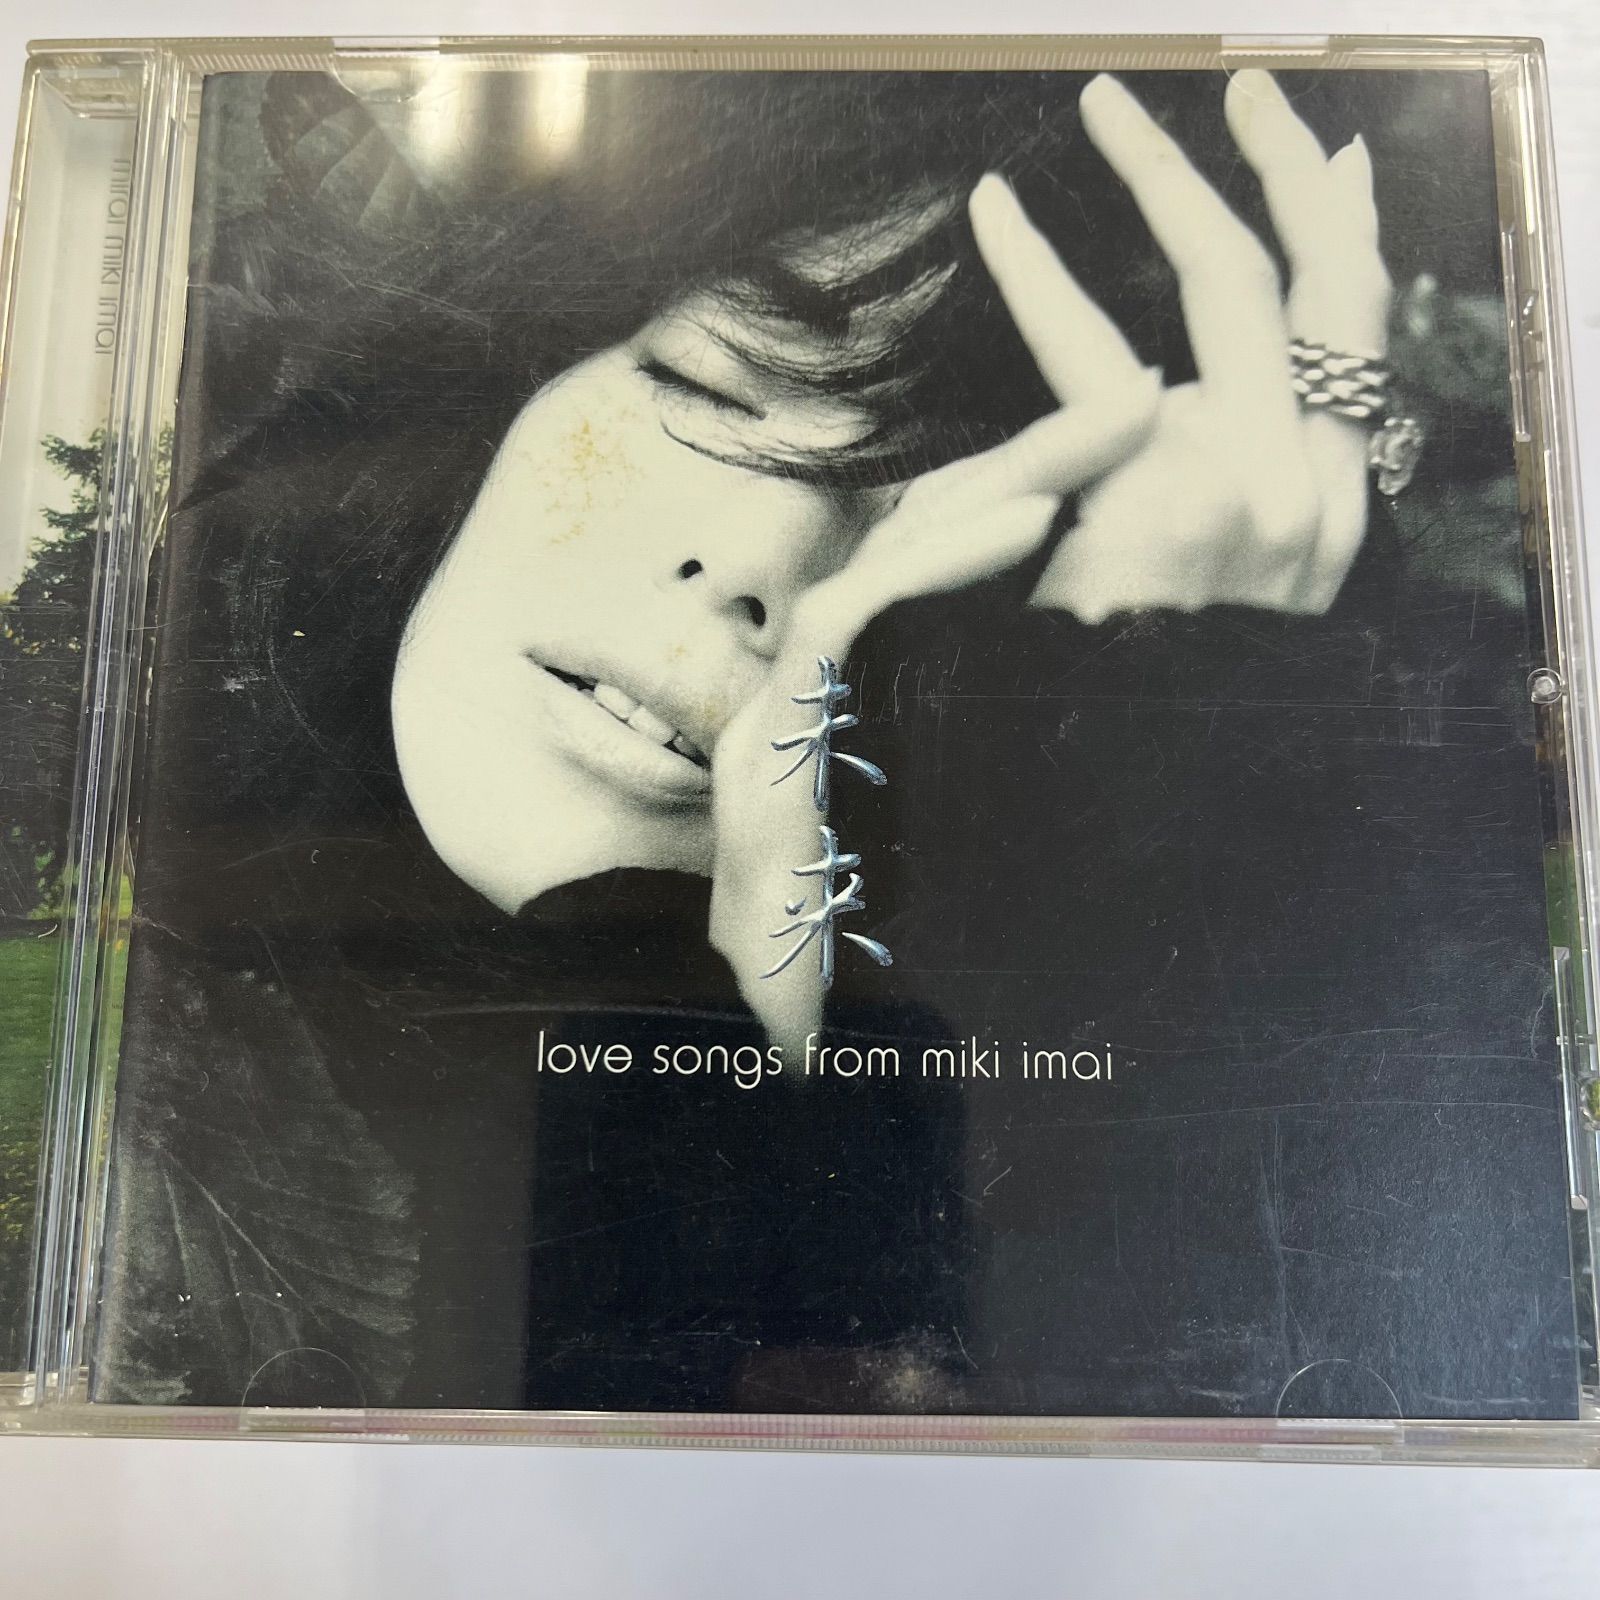 mirai miki imai
未来
love songs from miki imai